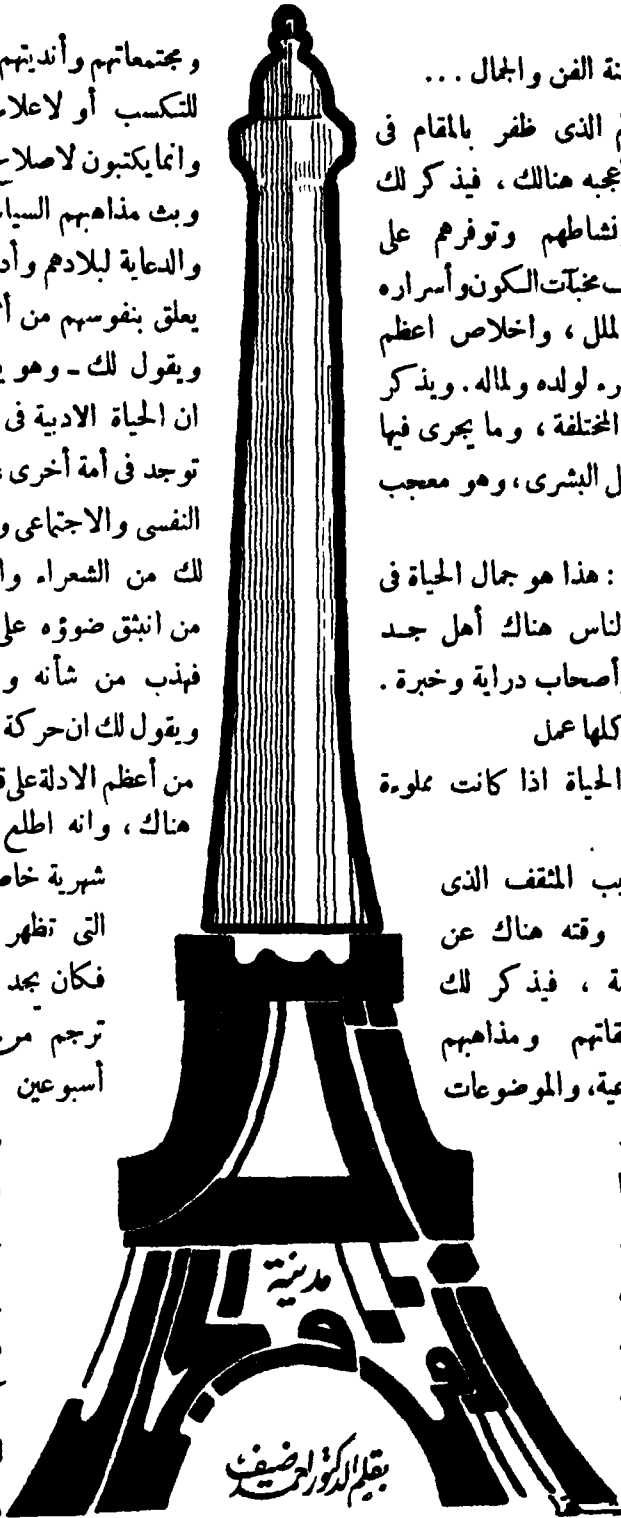 نة الفن والجمال ...
الذى ظفر بالمقام فى
أعجبه هنالك ، فيذكر لك
نشاطهم وتوفرهم على
مخبآت الكون وأسراره
الملل ، واخلاص اعظم
لولده ولماله . ويذكر
المختلفة ، وما يجرى فيها
ل البشرى ، وهو معجب
: هذا هو جمال الحياة فى
الناس هناك أهل جد
وأصحاب دراية وخبرة .
كلها عمل
الحياة اذا كانت مملوءة
يب المثقف الذى
وقته هناك عن
ة ، فيذكر لك
قاتهم ومذاهبهم
عية، والموضوعات
ومجتمعاتهم وأنديتهم
للتكسب أو لاعلا
وانما يكتبون لاصلاح
وبث مذاهبهم السيا
والدعاية لبلادهم وأد
يعلق بنفوسهم من أ
ويقول لك ـ وهو ي
ان الحياة الادبية فى
توجد فى أمة أخرى ،
النفسى والاجتماعى و
لك من الشعراء وا
من انبثق ضوؤه على
فهذب من شأنه و
ويقول لك ان حركة
من أعظم الادلة على ق
هناك ، وانه اطلع
شهرية خاص
التى تظهر
فكان يجد
ترجم من
أسبوعين
مدينة
بقلم الدكتور احمد ضيف